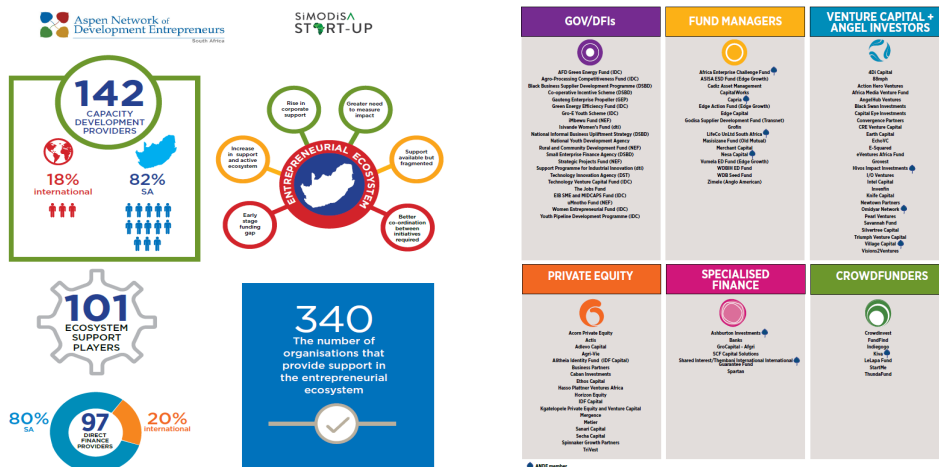 Aspen Network of
Development Entrepreneurs
South Africa
SiMODiSA
START-UP
142
CAPACITY
DEVELOPMENT
PROVIDERS
18%
international
82%
SA
Rise in
corporate
support
Greater need
to measure
impact
Increase
in support
and active
ecosystem
Support
available but
fragmented
Early
stage
funding
gap
Better
co-ordination
between
initiatives
required
ENTREPRENEURIAL ECOSYSTEM
101
ECOSYSTEM
SUPPORT
PLAYERS
80%
SA
97
DIRECT
FINANCE
PROVIDERS
20%
international
340
The number of
organisations that
provide support in
the entrepreneurial
ecosystem
GOV/DFIs
AFD Green Energy Fund (IDC)
Agro-Processing Competitiveness Fund (IDC)
Black Business Supplier Development Programme (DSBD)
Co-operative Incentive Scheme (DSBD)
Gauteng Enterprise Propeller (GEP)
Green Energy Efficiency Fund (IDC)
Gro-E Youth Scheme (IDC)
iMbewu Fund (NEF)
Isivande Women's Fund (dti)
National Informal Business Upliftment Strategy (DSBD)
National Youth Development Agency
Rural and Community Development Fund (NEF)
Small Enterprise Finance Agency (DSBD)
Strategic Projects Fund (NEF)
Support Programme for Industrial Innovation (dti)
Technology Innovation Agency (DST)
Technology Venture Capital Fund (IDC)
The Jobs Fund
EIB SME and MIDCAPS Fund (IDC)
uMnotho Fund (NEF)
Women Entrepreneurial Fund (IDC)
Youth Pipeline Development Programme (IDC)
FUND MANAGERS
Africa Enterprise Challenge Fund
ASISA ESD Fund (Edge Growth)
Cadiz Asset Management
CapitalWorks
Capria
Edge Action Fund (Edge Growth)
Edge Capital
Godisa Supplier Development Fund (Transnet)
Grofin
LifeCo UnLtd South Africa
Masisizane Fund (Old Mutual)
Merchant Capital
Nesa Capital
Vumela ED Fund (Edge Growth)
WDBIH ED Fund
WDB Seed Fund
Zimele (Anglo American)
VENTURE CAPITAL +
ANGEL INVESTORS
4Di Capital
88mph
Action Hero Ventures
Africa Media Venture Fund
AngelHub Ventures
Black Swan Investments
Capital Eye Investments
Convergence Partners
CRE Venture Capital
Earth Capital
EchoVC
E-Squared
eVentures Africa Fund
Grovest
Hivos Impact Investments
I/O Ventures
Intel Capital
Invenfin
Knife Capital
Newtown Partners
Omidyar Network
Pearl Ventures
Savannah Fund
Silvertree Capital
Triumph Venture Capital
Village Capital
Visions2Ventures
PRIVATE EQUITY
Acorn Private Equity
Actis
Adlevo Capital
Agri-Vie
Alitheia Identity Fund (IDF Capital)
Business Partners
Caban Investments
Ethos Capital
Hasso Plattner Ventures Africa
Horizon Equity
IDF Capital
Kgatelopele Private Equity and Venture Capital
Mergence
Metier
Sanari Capital
Secha Capital
Spinnaker Growth Partners
TriVest
SPECIALISED
FINANCE
Ashburton Investments
Banks
GroCapital - Afgri
SCF Capital Solutions
Shared Interest/Thembani International International
Guarantee Fund
Spartan
CROWDFUNDERS
Crowdinvest
FundFind
Indiegogo
Kiva
LeLapa Fund
StartMe
ThundaFund
ANDE member